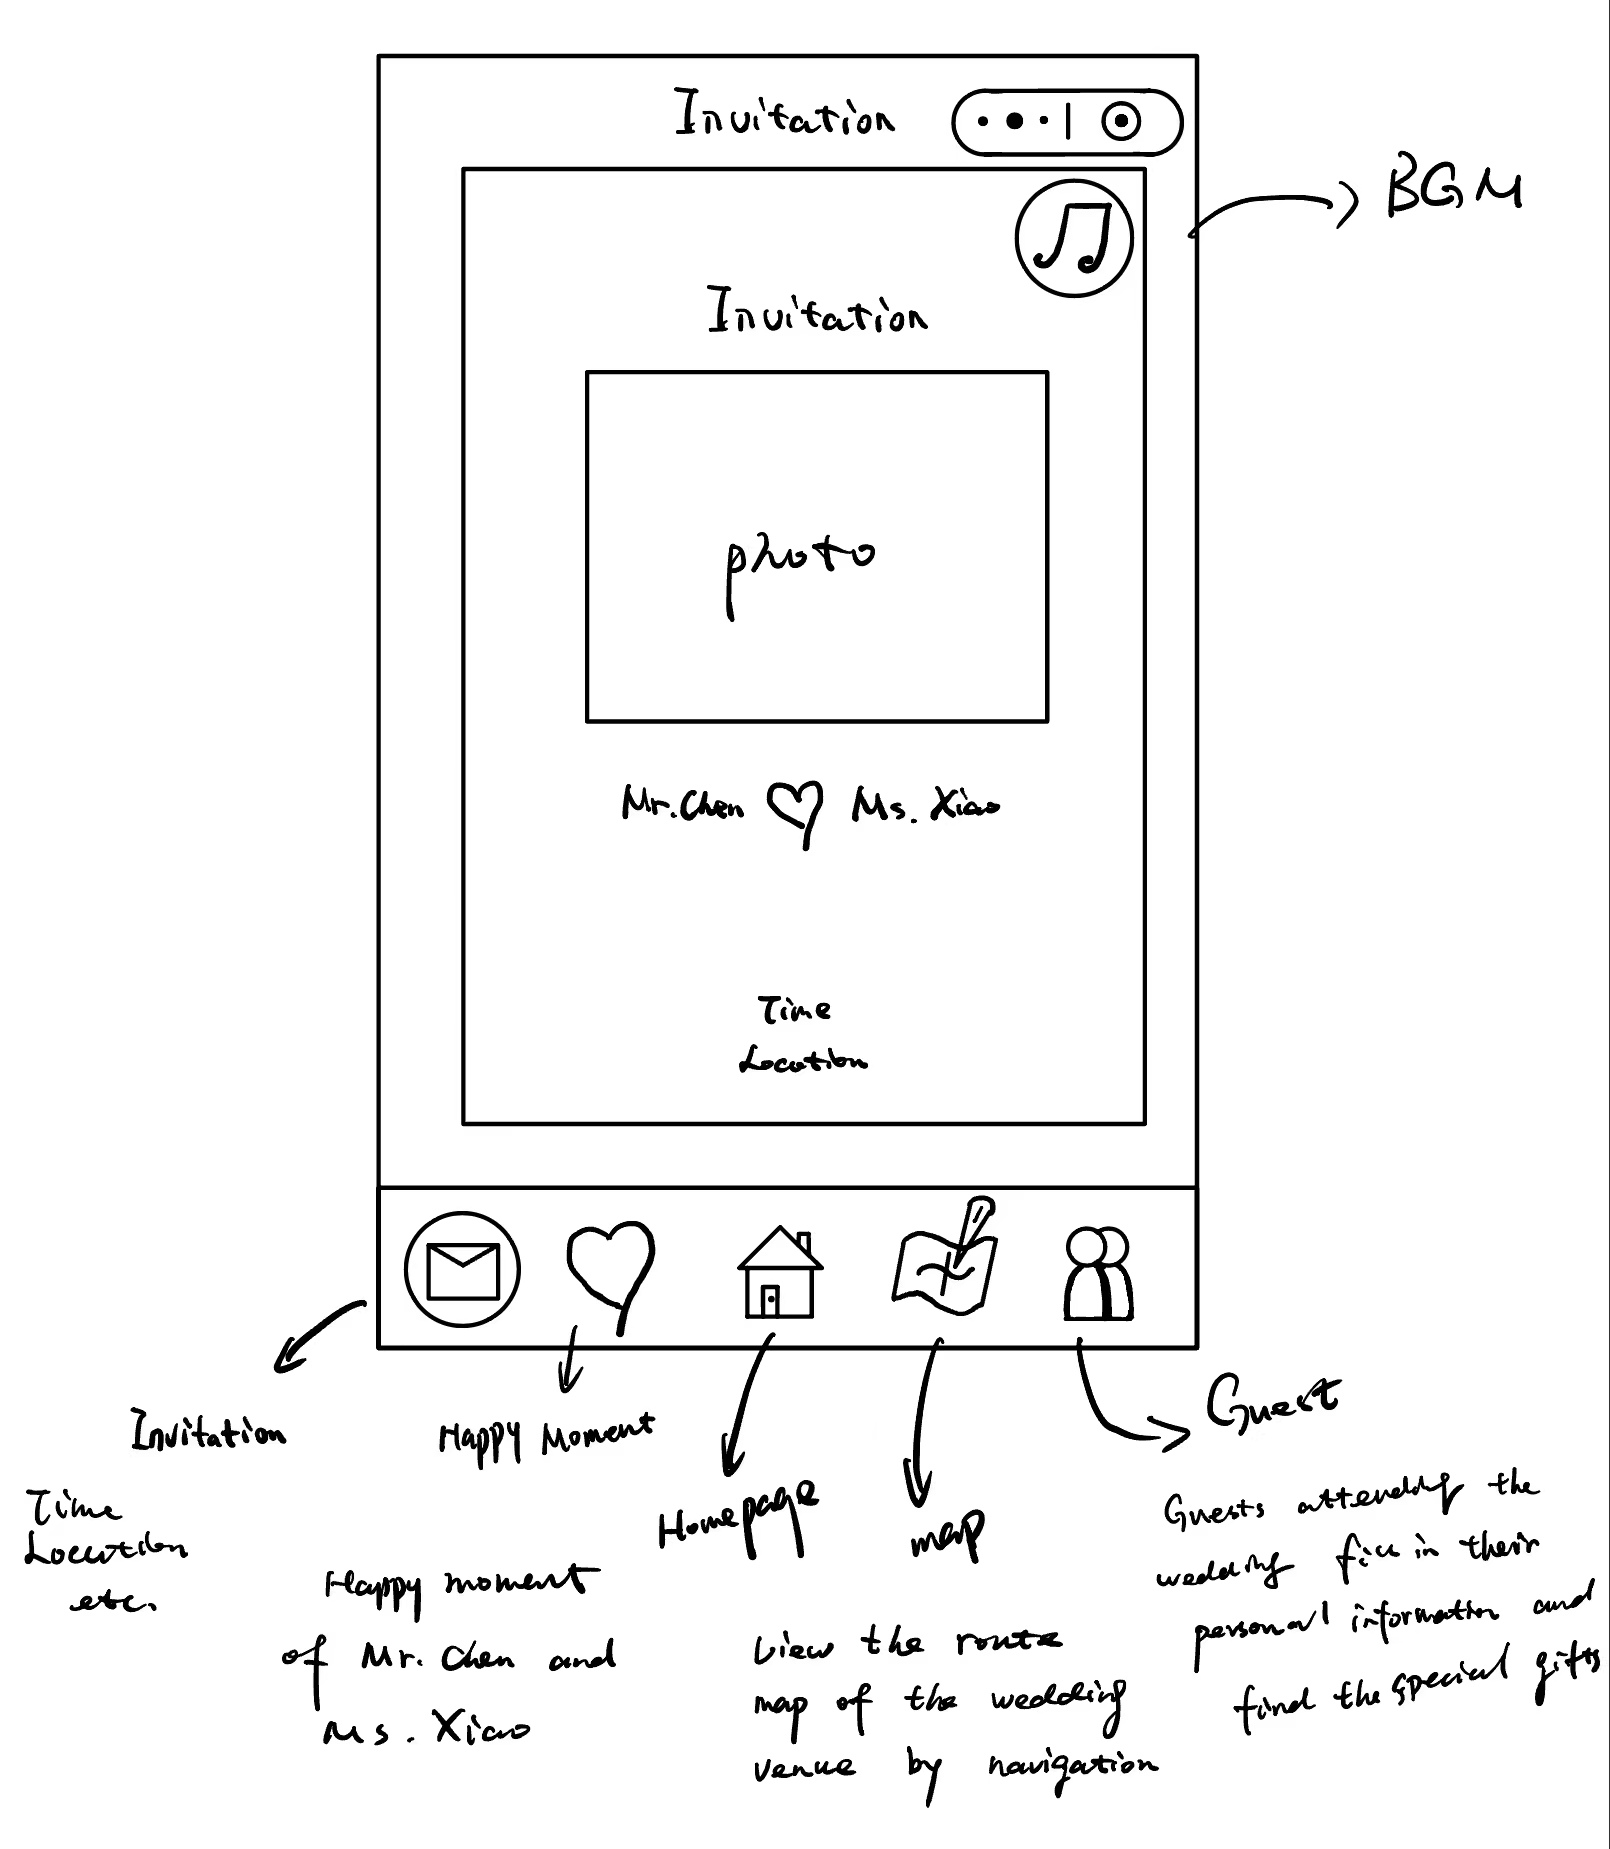 Invitation
BGM
Invitation
photo
Mr. Chen Ms. Xiao
Time
Location
Invitation
Time
Location
etc.
Happy Moment
Happy moment
of Mr. Chen and
Ms. Xiao
Homepage
map
view the route
map of the wedding
venue by navigation
Guest
Guests attending the
wedding fill in their
personal information and
find the special gifts